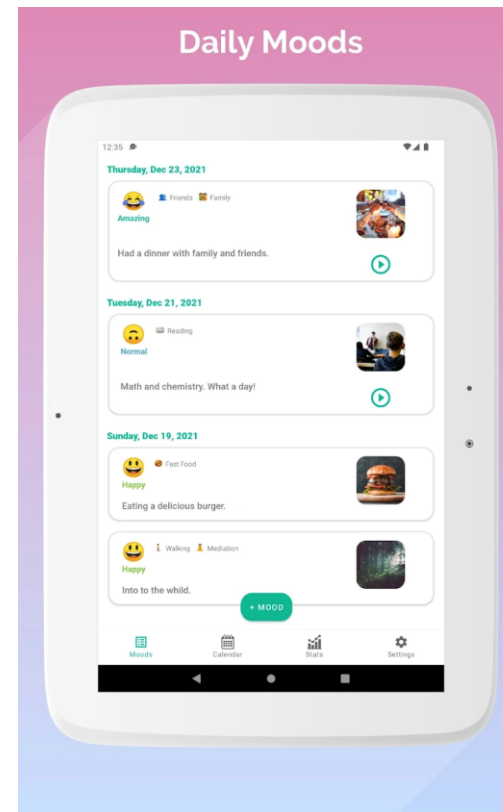 Daily Moods
12:35
Thursday, Dec 23, 2021
Friends Family
Amazing
Had a dinner with family and friends.
Tuesday, Dec 21, 2021
Reading
Normal
Math and chemistry. What a day!
Sunday, Dec 19, 2021
Fast Food
Happy
Eating a delicious burger.
Walking Mediation
Happy
Into to the whild.
+ MOOD
Moods Calendar Stats Settings